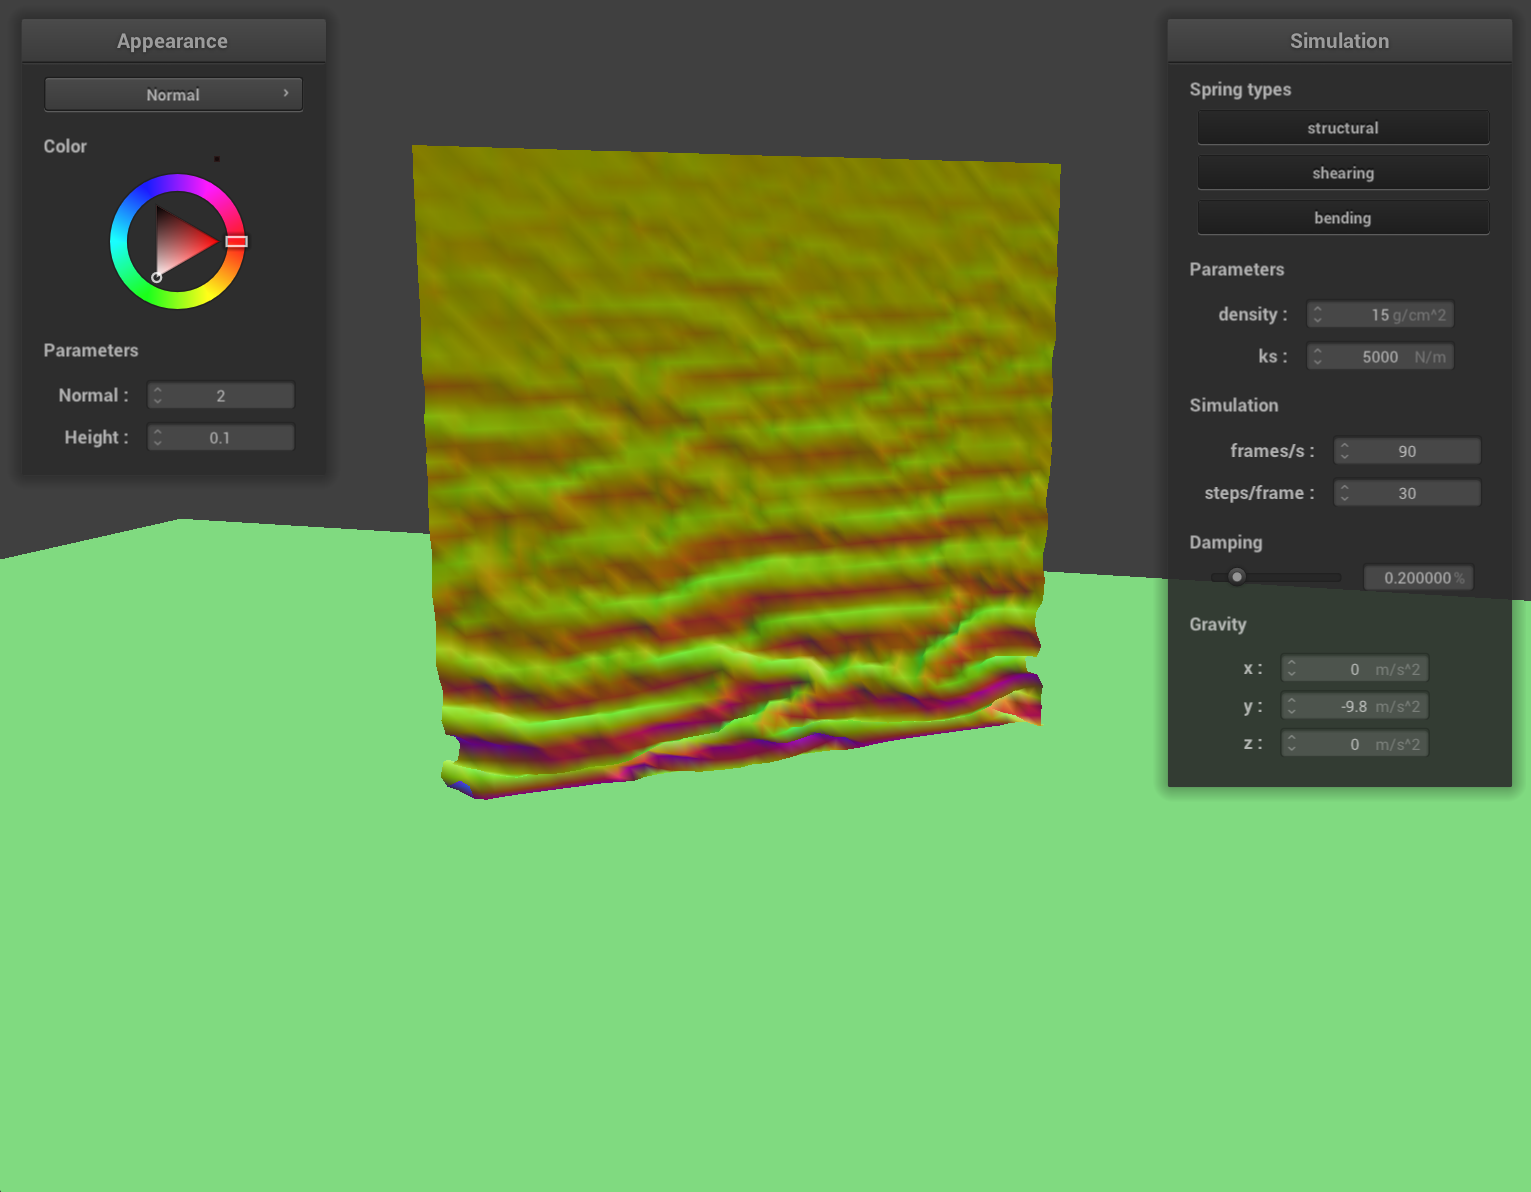 Appearance
Normal
Color
Parameters
Normal : 2
Height : 0.1
Simulation
Spring types
structural
shearing
bending
Parameters
density : 15 g/cm^2
ks : 5000 N/m
Simulation
frames/s : 90
steps/frame : 30
Damping
0.200000 %
Gravity
x : 0 m/s^2
y : -9.8 m/s^2
z : 0 m/s^2